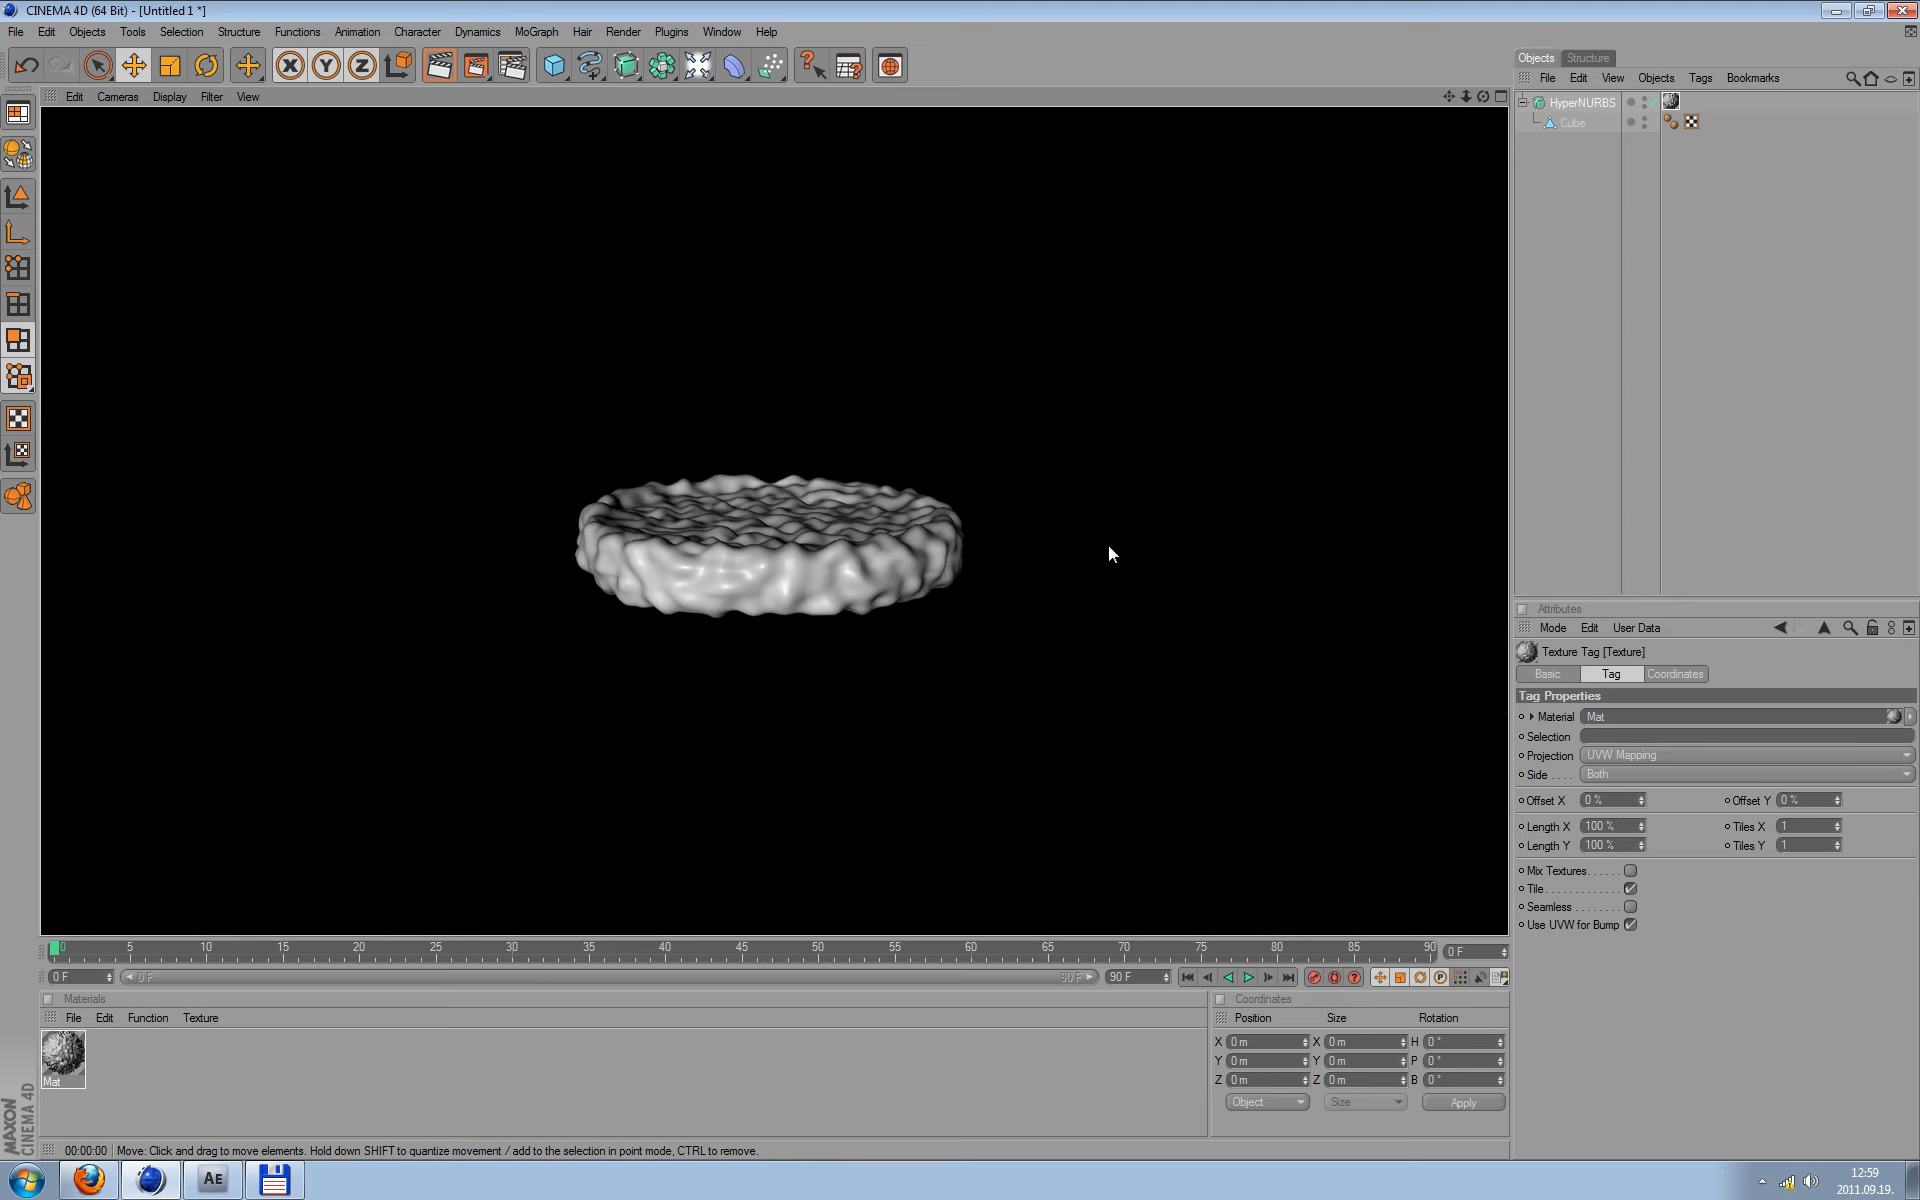 CINEMA 4D (64 Bit) - [Untitled 1 *]
File Edit Objects Tools Selection Structure Functions Animation Character Dynamics MoGraph Hair Render Plugins Window Help
Edit Cameras Display Filter View
Objects Structure
File Edit View Objects Tags Bookmarks
HyperNURBS
Cube
Attributes
Mode Edit User Data
Texture Tag [Texture]
Basic Tag Coordinates
Tag Properties
Material Mat
Selection
Projection UVW Mapping
Side . . . . Both
Offset X 0 % Offset Y 0 %
Length X 100 % Tiles X 1
Length Y 100 % Tiles Y 1
Mix Textures . . . . . .
Tile . . . . . . . . . . . . .
Seamless . . . . . . . .
Use UVW for Bump
0 5 10 15 20 25 30 35 40 45 50 55 60 65 70 75 80 85 90 0 F
0 F 0 F 90 F 90 F
Materials
File Edit Function Texture
Mat
Coordinates
Position Size Rotation
X 0 m X 0 m H 0 °
Y 0 m Y 0 m P 0 °
Z 0 m Z 0 m B 0 °
Object Size Apply
MAXON
CINEMA 4D
00:00:00 Move: Click and drag to move elements. Hold down SHIFT to quantize movement / add to the selection in point mode, CTRL to remove.
AE
12:59
2011.09.19.